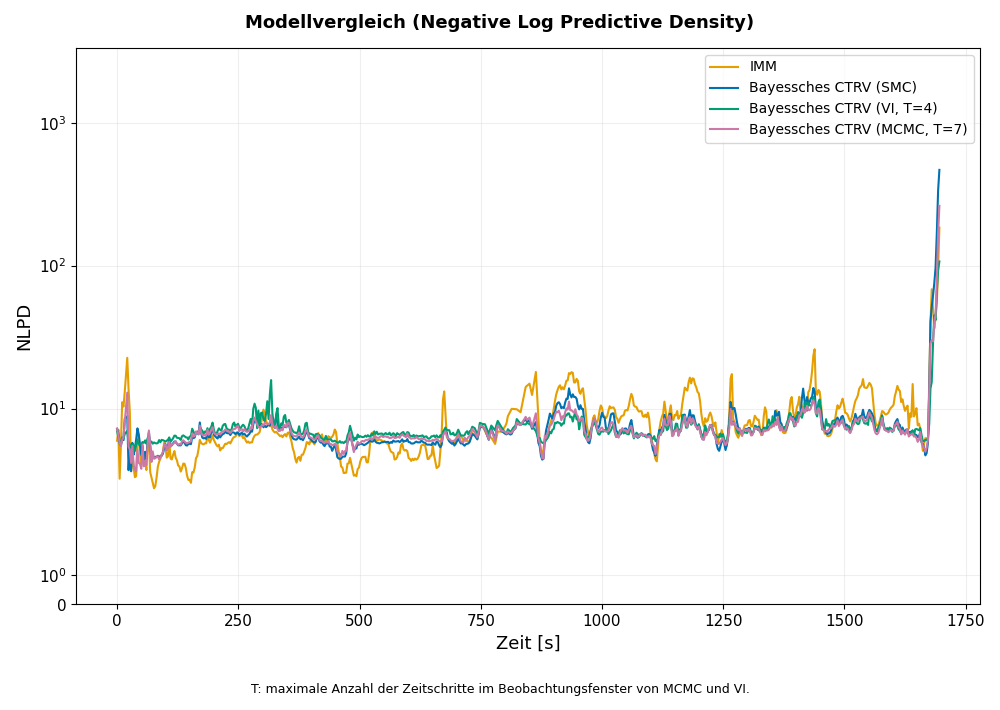 Modellvergleich (Negative Log Predictive Density)
IMM
Bayessches CTRV (SMC)
Bayessches CTRV (VI, T=4)
Bayessches CTRV (MCMC, T=7)
NLPD
10³
10²
10¹
10⁰
0
0 250 500 750 1000 1250 1500 1750
Zeit [s]
T: maximale Anzahl der Zeitschritte im Beobachtungsfenster von MCMC und VI.